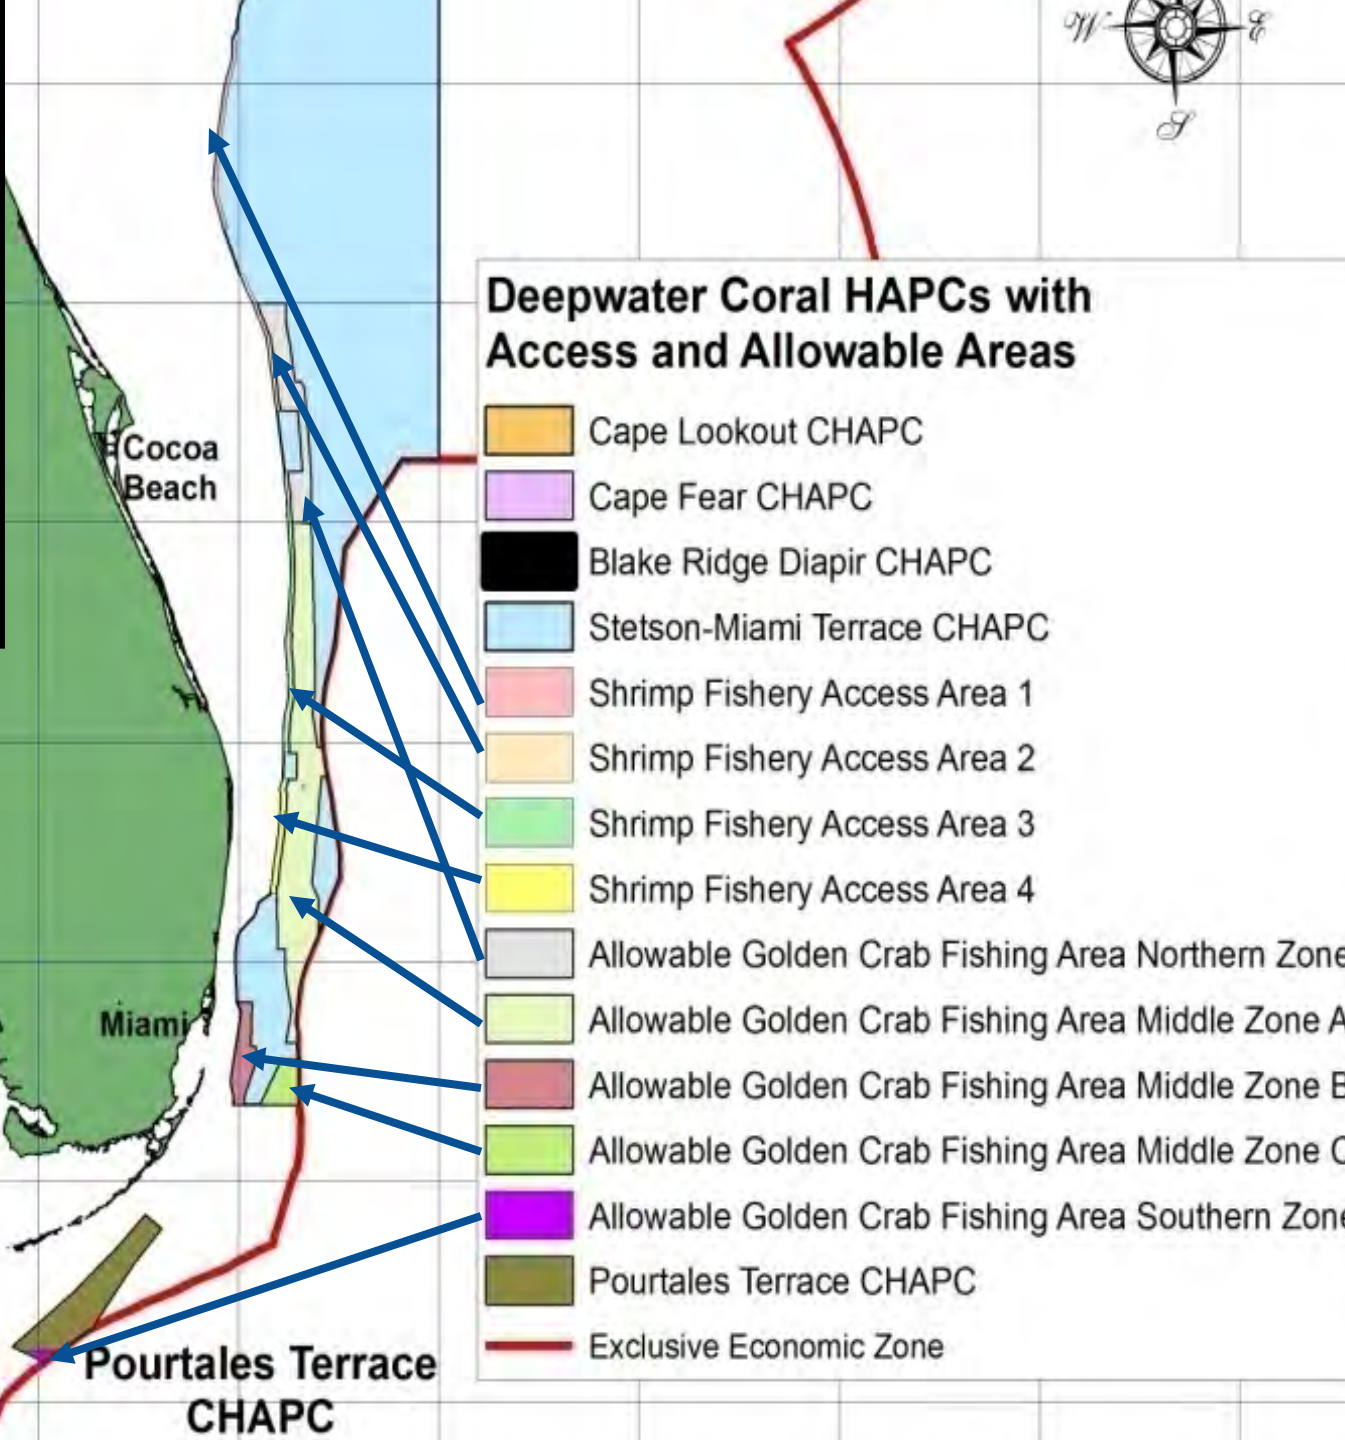 W
E
S
Deepwater Coral HAPCs with
Access and Allowable Areas
Cape Lookout CHAPC
Cape Fear CHAPC
Blake Ridge Diapir CHAPC
Stetson-Miami Terrace CHAPC
Shrimp Fishery Access Area 1
Shrimp Fishery Access Area 2
Shrimp Fishery Access Area 3
Shrimp Fishery Access Area 4
Allowable Golden Crab Fishing Area Northern Zone
Allowable Golden Crab Fishing Area Middle Zone A
Allowable Golden Crab Fishing Area Middle Zone B
Allowable Golden Crab Fishing Area Middle Zone C
Allowable Golden Crab Fishing Area Southern Zone
Pourtales Terrace CHAPC
Exclusive Economic Zone
Cocoa
Beach
Miami
Pourtales Terrace
CHAPC